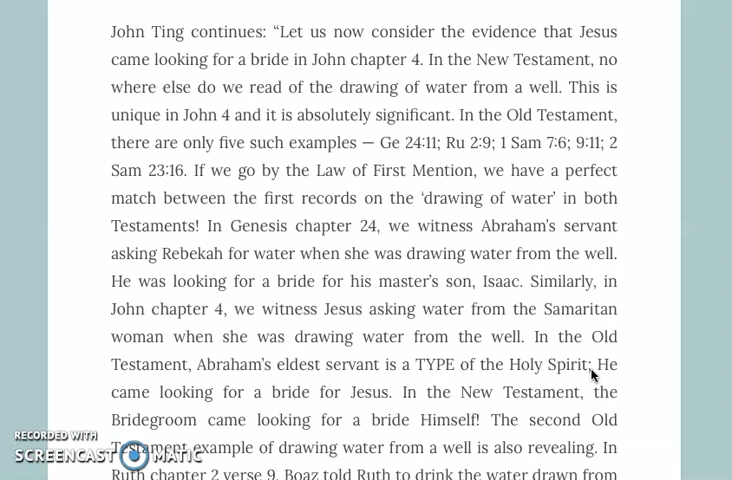 John Ting continues: “Let us now consider the evidence that Jesus
came looking for a bride in John chapter 4. In the New Testament, no
where else do we read of the drawing of water from a well. This is
unique in John 4 and it is absolutely significant. In the Old Testament,
there are only five such examples — Ge 24:11; Ru 2:9; 1 Sam 7:6; 9:11; 2
Sam 23:16. If we go by the Law of First Mention, we have a perfect
match between the first records on the ‘drawing of water’ in both
Testaments! In Genesis chapter 24, we witness Abraham’s servant
asking Rebekah for water when she was drawing water from the well.
He was looking for a bride for his master’s son, Isaac. Similarly, in
John chapter 4, we witness Jesus asking water from the Samaritan
woman when she was drawing water from the well. In the Old
Testament, Abraham’s eldest servant is a TYPE of the Holy Spirit; He
came looking for a bride for Jesus. In the New Testament, the
Bridegroom came looking for a bride Himself! The second Old
Testament example of drawing water from a well is also revealing. In
Ruth chapter 2 verse 9, Boaz told Ruth to drink the water drawn from
RECORDED WITH
SCREENCAST MATIC